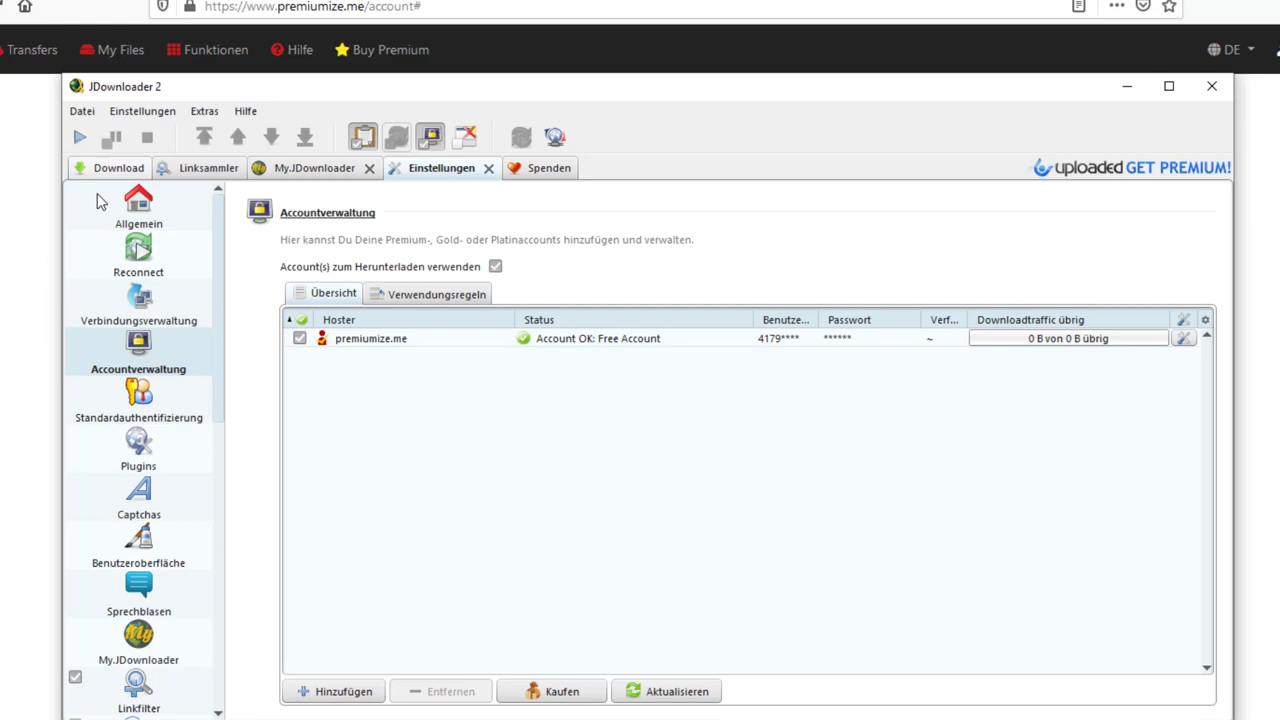 https://www.premiumize.me/account#
Transfers My Files Funktionen Hilfe Buy Premium DE
JDownloader 2
Datei Einstellungen Extras Hilfe
Download Linksammler My.JDownloader Einstellungen Spenden uploaded GET PREMIUM!
Allgemein
Reconnect
Verbindungsverwaltung
Accountverwaltung
Standardauthentifizierung
Plugins
Captchas
Benutzeroberfläche
Sprechblasen
My
My.JDownloader
Linkfilter
Accountverwaltung
Hier kannst Du Deine Premium-, Gold- oder Platinaccounts hinzufügen und verwalten.
Account(s) zum Herunterladen verwenden
Übersicht Verwendungsregeln
Hoster Status Benutze... Passwort Verf... Downloadtraffic übrig
premiumize.me Account OK: Free Account 4179**** ****** ~ 0 B von 0 B übrig
Hinzufügen Entfernen Kaufen Aktualisieren